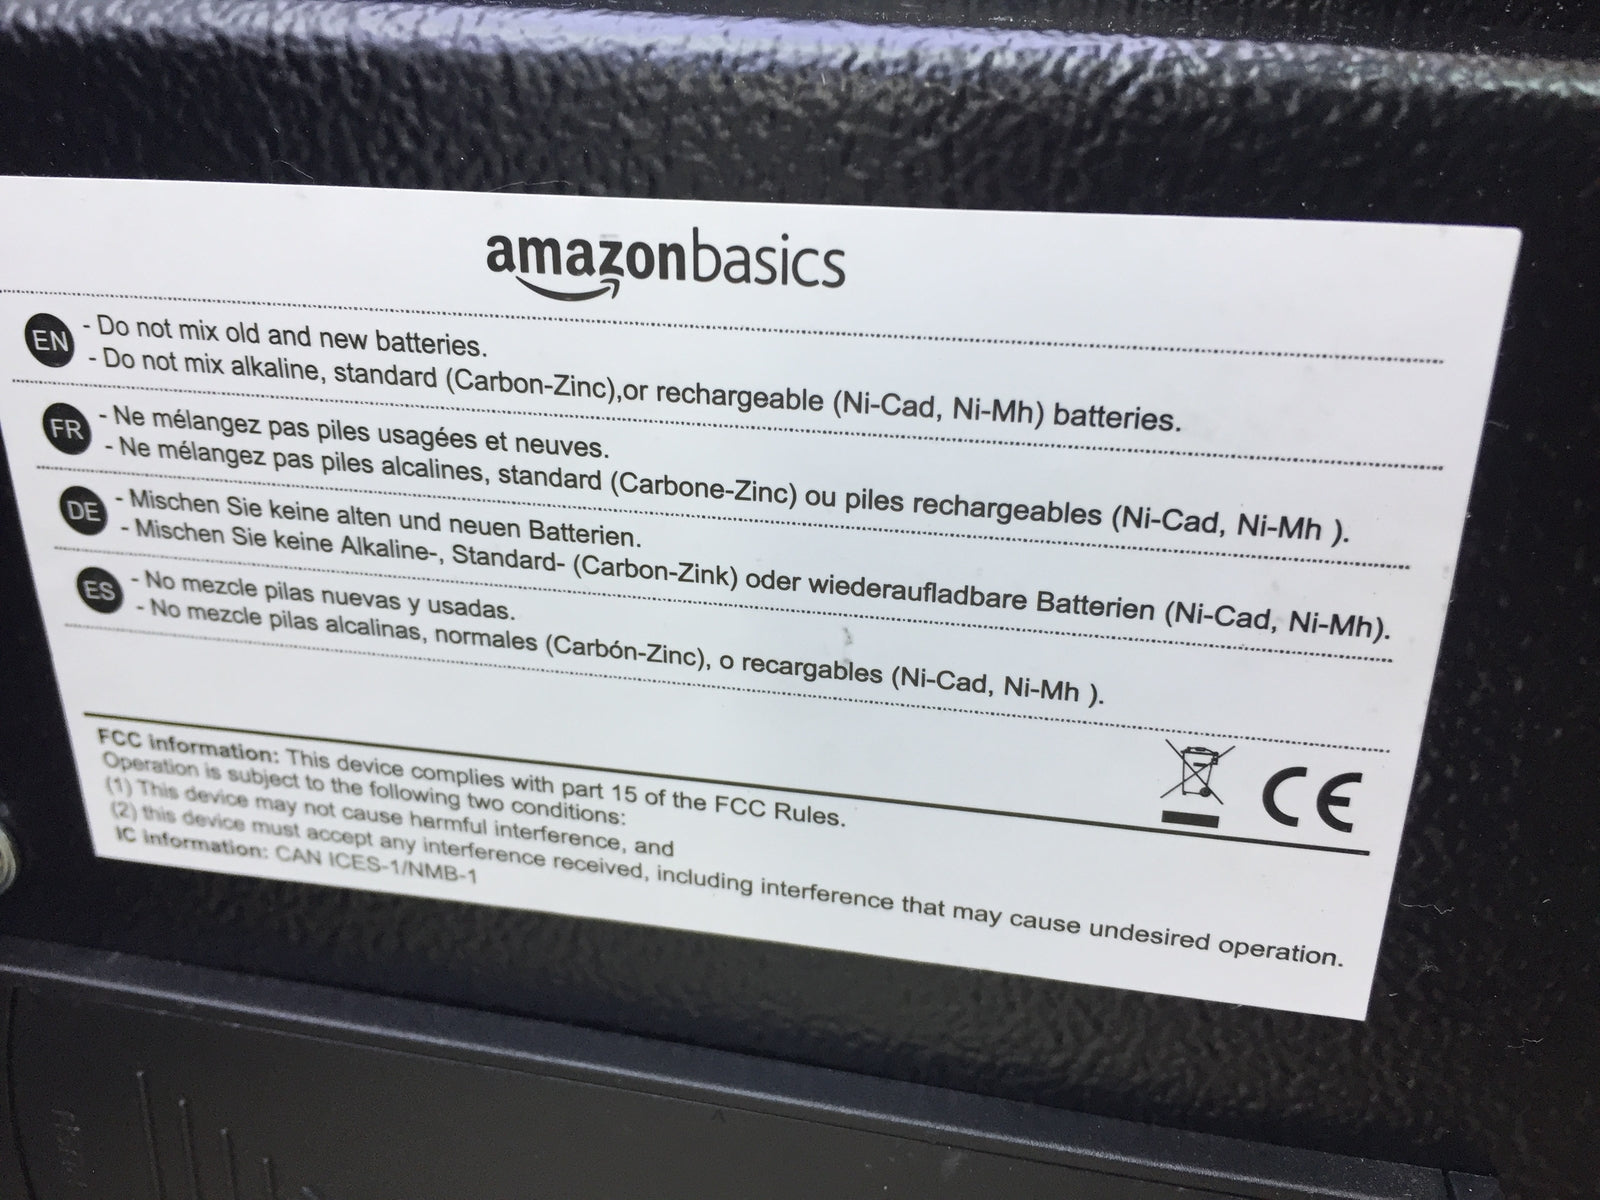 amazonbasics
EN
- Do not mix old and new batteries.
- Do not mix alkaline, standard (Carbon-Zinc),or rechargeable (Ni-Cad, Ni-Mh) batteries.
FR
- Ne mélangez pas piles usagées et neuves.
- Ne mélangez pas piles alcalines, standard (Carbone-Zinc) ou piles rechargeables (Ni-Cad, Ni-Mh ).
DE
- Mischen Sie keine alten und neuen Batterien.
- Mischen Sie keine Alkaline-, Standard- (Carbon-Zink) oder wiederaufladbare Batterien (Ni-Cad, Ni-Mh).
ES
- No mezcle pilas nuevas y usadas.
- No mezcle pilas alcalinas, normales (Carbón-Zinc), o recargables (Ni-Cad, Ni-Mh ).
CE
FCC information: This device complies with part 15 of the FCC Rules.
Operation is subject to the following two conditions:
(1) This device may not cause harmful interference, and
(2) this device must accept any interference received, including interference that may cause undesired operation.
IC information: CAN ICES-1/NMB-1